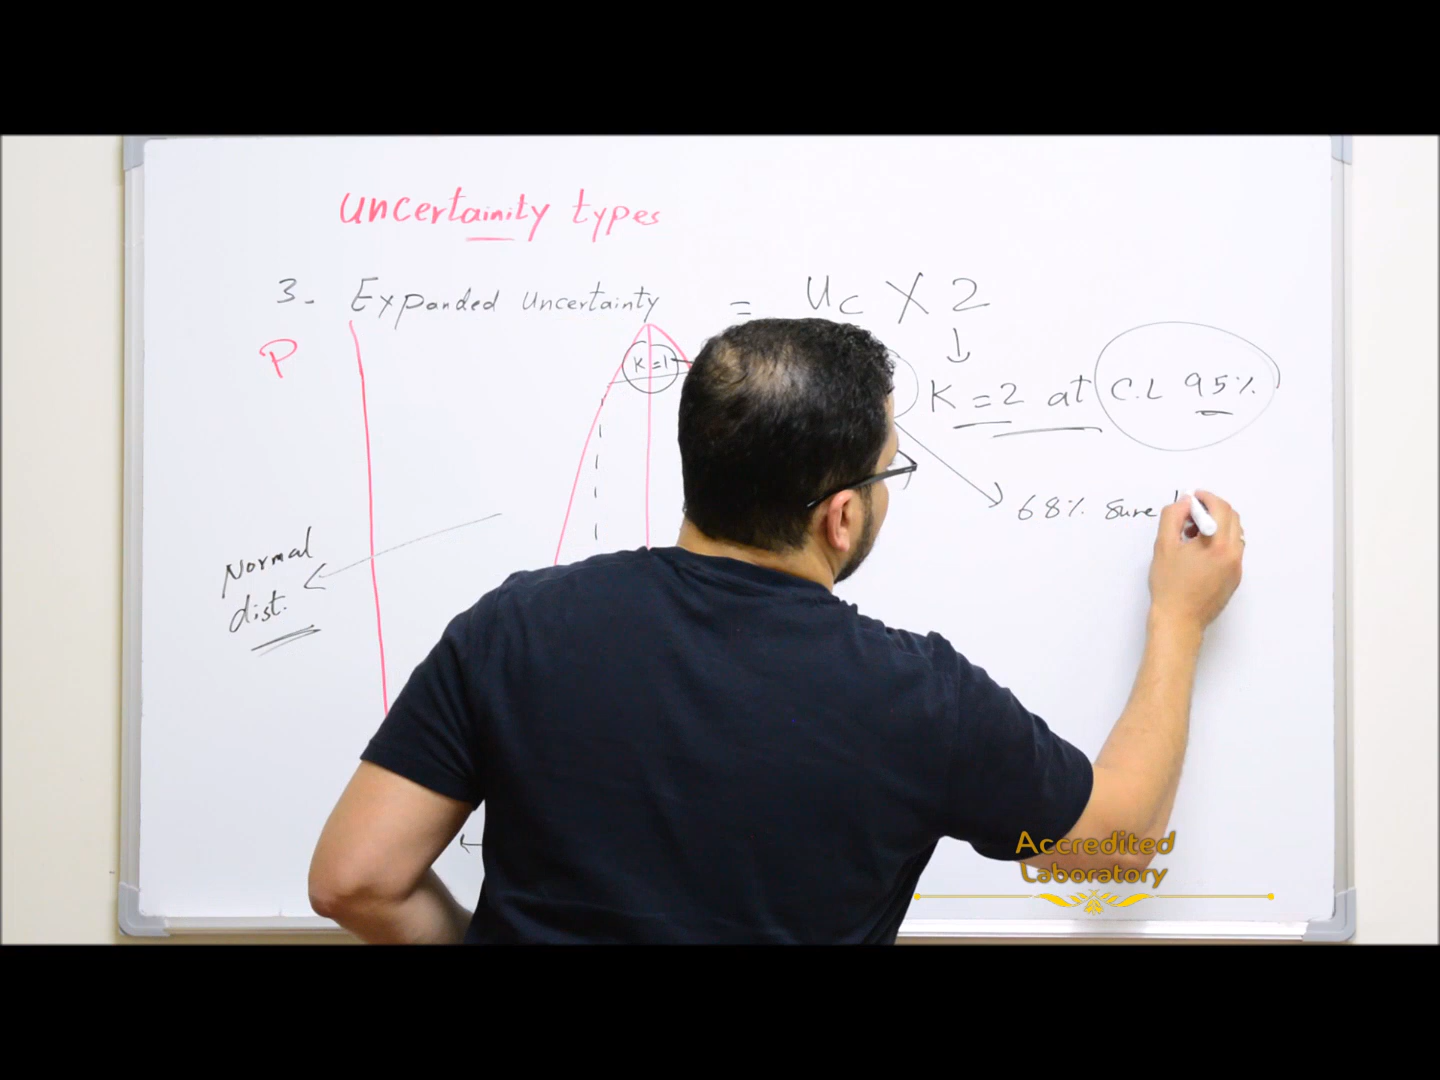 Uncertainity types
3. Expanded Uncertainty = Uc X 2
P
K=1
K=2 at C.L 95%
68% Sure
Normal
dist.
Accredited
Laboratory